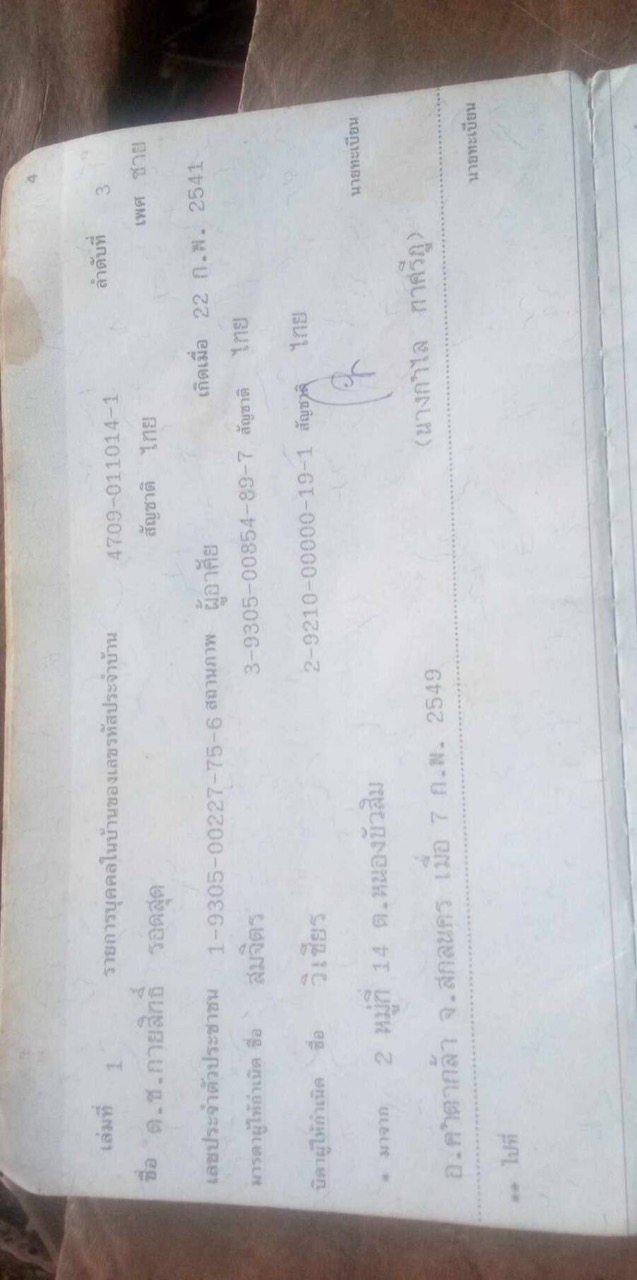 4
เล่มที่ 1 รายการบุคคลในบ้านของเลขรหัสประจำบ้าน 4709-011014-1 ลำดับที่ 3
ชื่อ ด.ช.กายสิทธิ์ รอดสุด สัญชาติ ไทย เพศ ชาย
เลขประจำตัวประชาชน 1-9305-00227-75-6 สถานภาพ ผู้อาศัย เกิดเมื่อ 22 ก.พ. 2541
มารดาผู้ให้กำเนิด ชื่อ สมจิตร 3-9305-00854-89-7 สัญชาติ ไทย
บิดาผู้ให้กำเนิด ชื่อ วิเชียร 2-9210-00000-19-1 สัญชาติ ไทย
* มาจาก 2 หมู่ที่ 14 ต.หนองบัวสิม นายทะเบียน
อ.คำตากล้า จ.สกลนคร เมื่อ 7 ก.พ. 2549 (นางกำไล
** ไปที่ นายทะเบียน